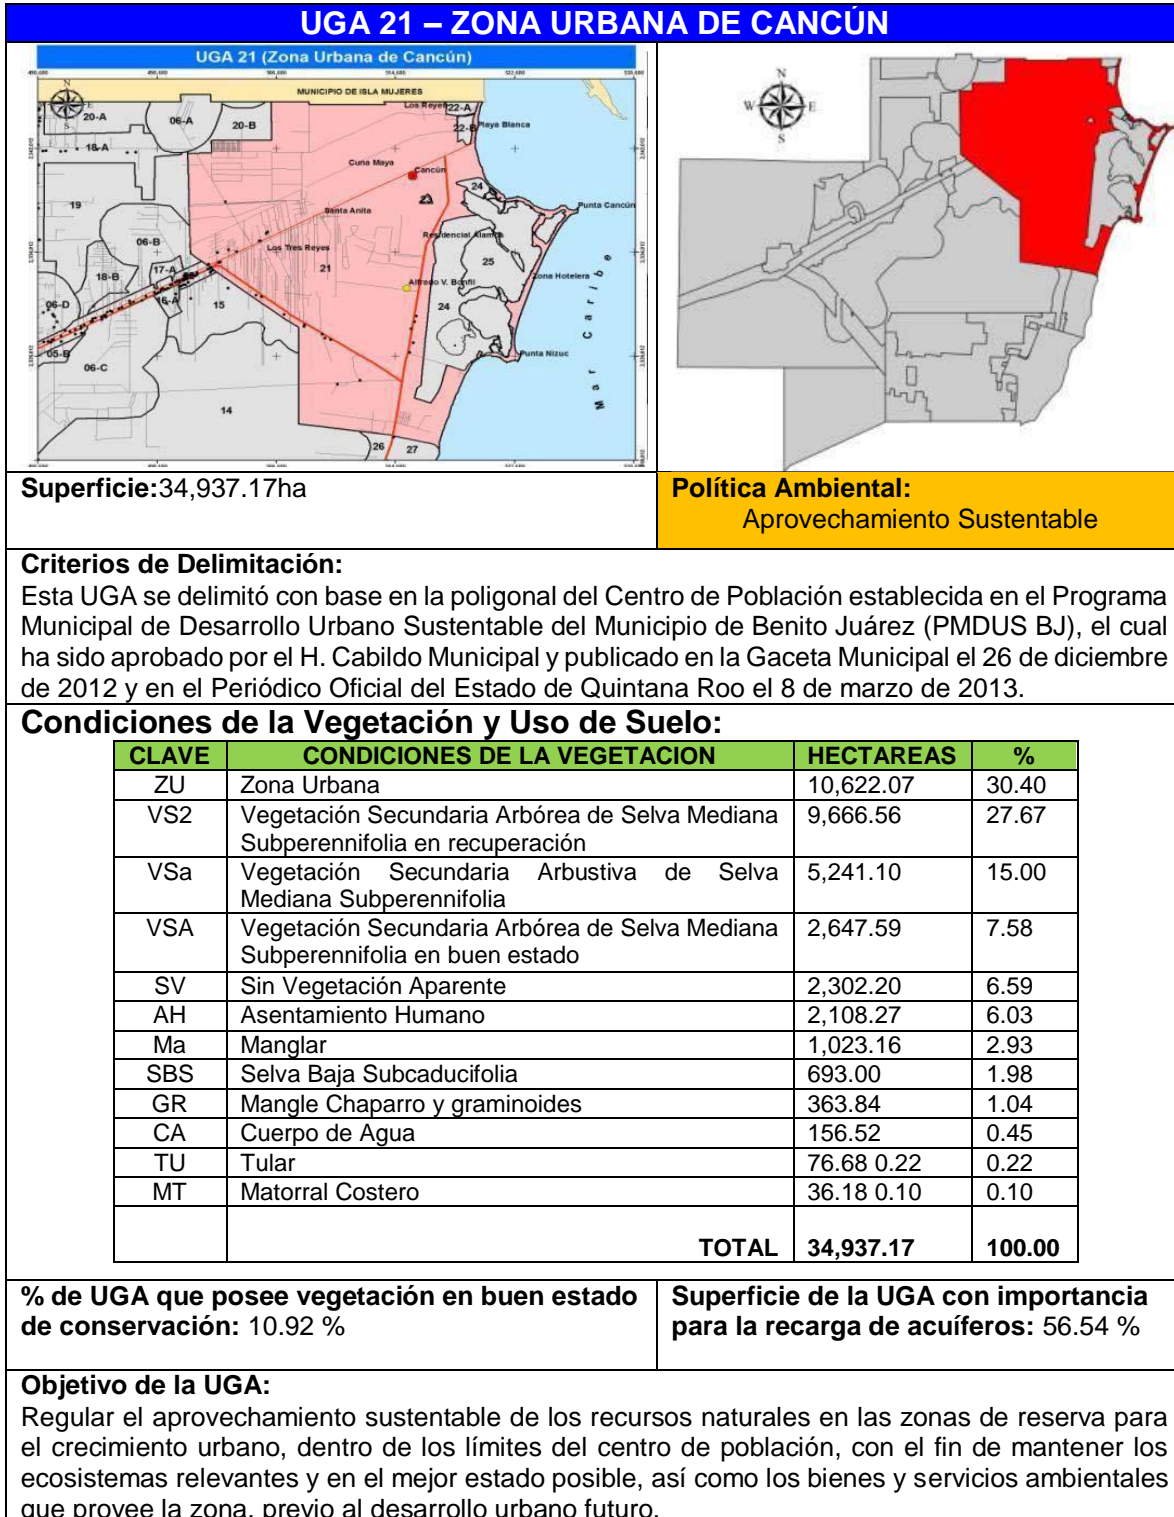 UGA 21 – ZONA URBANA DE CANCÚN
UGA 21 (Zona Urbana de Cancún)
MUNICIPIO DE ISLA MUJERES
N
E
S
20-A
06-A
20-B
18-A
19
Los Reyes
22-A
22-B
Playa Blanca
Cuna Maya
Cancún
23
24
Punta Cancún
Santa Anita
Los Tres Reyes
21
25
Zona Hotelera
Alfredo V. Bonfil
06-B
18-B
17-A
16-A
15
06-D
05-B
06-C
24
Punta Nizuc
Mar Caribe
14
26
27
N
W
E
S
Superficie:34,937.17ha
Política Ambiental:
Aprovechamiento Sustentable
Criterios de Delimitación:
Esta UGA se delimitó con base en la poligonal del Centro de Población establecida en el Programa
Municipal de Desarrollo Urbano Sustentable del Municipio de Benito Juárez (PMDUS BJ), el cual
ha sido aprobado por el H. Cabildo Municipal y publicado en la Gaceta Municipal el 26 de diciembre
de 2012 y en el Periódico Oficial del Estado de Quintana Roo el 8 de marzo de 2013.
Condiciones de la Vegetación y Uso de Suelo:
CLAVE CONDICIONES DE LA VEGETACION HECTAREAS %
ZU Zona Urbana 10,622.07 30.40
VS2 Vegetación Secundaria Arbórea de Selva Mediana 9,666.56 27.67
Subperennifolia en recuperación
VSa Vegetación Secundaria Arbustiva de Selva 5,241.10 15.00
Mediana Subperennifolia
VSA Vegetación Secundaria Arbórea de Selva Mediana 2,647.59 7.58
Subperennifolia en buen estado
SV Sin Vegetación Aparente 2,302.20 6.59
AH Asentamiento Humano 2,108.27 6.03
Ma Manglar 1,023.16 2.93
SBS Selva Baja Subcaducifolia 693.00 1.98
GR Mangle Chaparro y graminoides 363.84 1.04
CA Cuerpo de Agua 156.52 0.45
TU Tular 76.68 0.22 0.22
MT Matorral Costero 36.18 0.10 0.10
TOTAL 34,937.17 100.00
% de UGA que posee vegetación en buen estado
de conservación: 10.92 %
Superficie de la UGA con importancia
para la recarga de acuíferos: 56.54 %
Objetivo de la UGA:
Regular el aprovechamiento sustentable de los recursos naturales en las zonas de reserva para
el crecimiento urbano, dentro de los límites del centro de población, con el fin de mantener los
ecosistemas relevantes y en el mejor estado posible, así como los bienes y servicios ambientales
que provee la zona, previo al desarrollo urbano futuro.